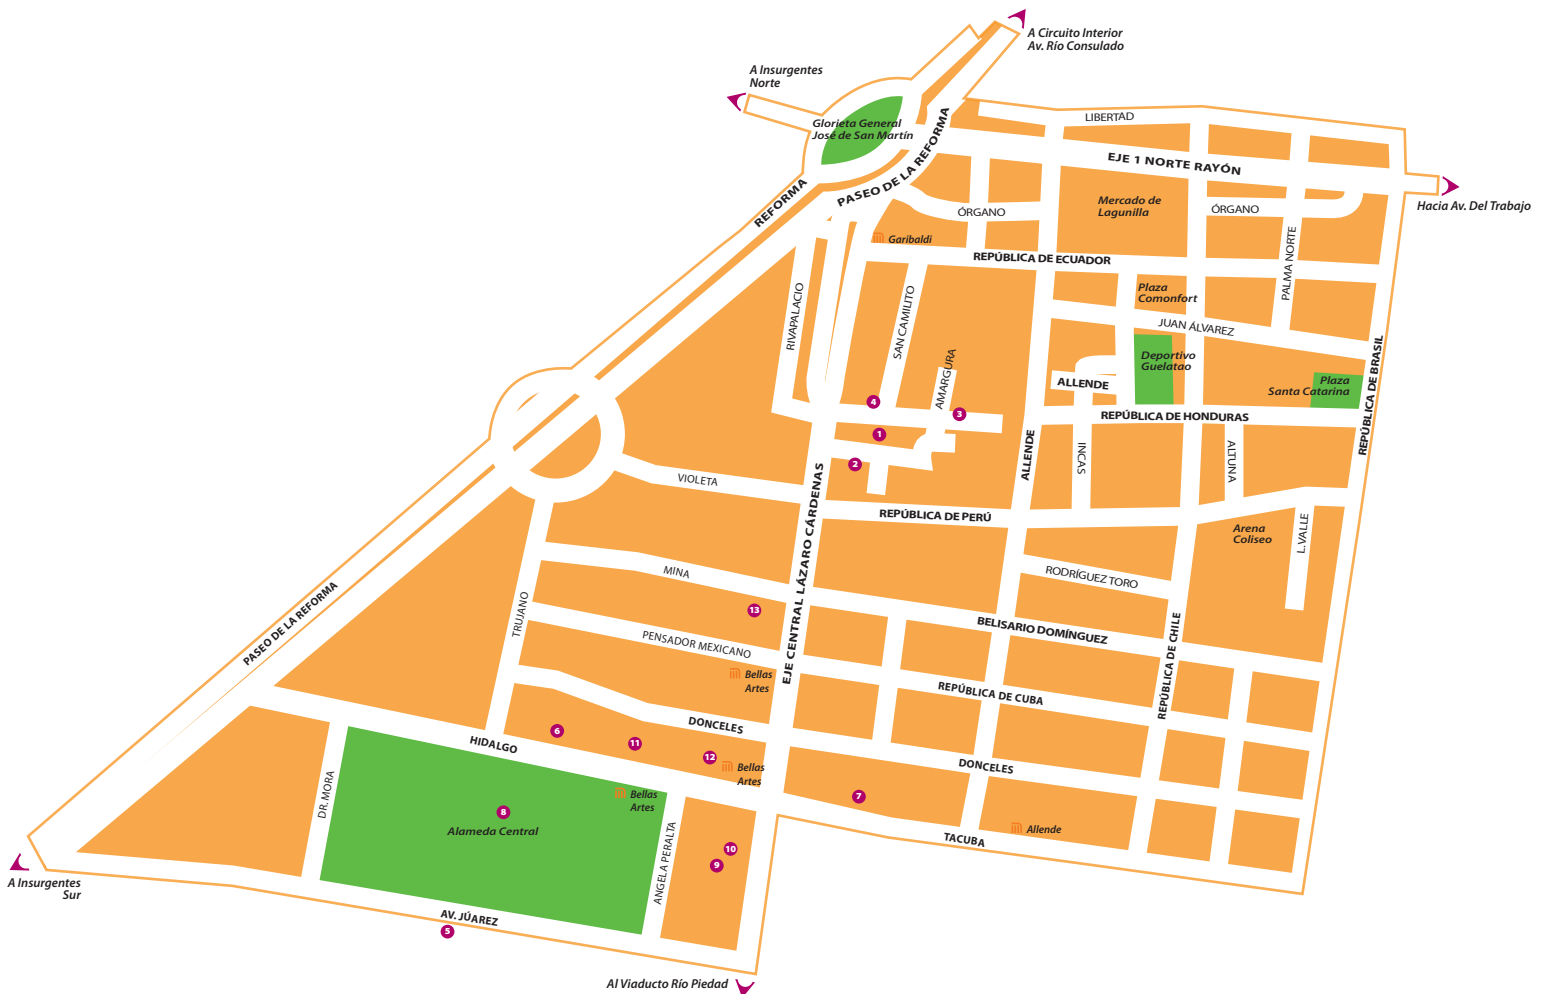 A Circuito Interior
Av. Río Consulado
A Insurgentes
Norte
Glorieta General
José de San Martín
LIBERTAD
PASEO DE LA REFORMA
EJE 1 NORTE RAYÓN
REFORMA
Mercado de
Lagunilla
ÓRGANO
ÓRGANO
Hacia Av. Del Trabajo
Garibaldi
REPÚBLICA DE ECUADOR
PALMA NORTE
Plaza
Comonfort
RIVAPALACIO
SAN CAMILITO
JUAN ÁLVAREZ
AMARGURA
Deportivo
Guelatao
ALLENDE
Plaza
Santa Catarina
REPÚBLICA DE BRASIL
4
3
REPÚBLICA DE HONDURAS
1
2
ALLENDE
INCAS
ALTUNA
VIOLETA
EJE CENTRAL LÁZARO CÁRDENAS
REPÚBLICA DE PERÚ
Arena
Coliseo
L.VALLE
MINA
RODRÍGUEZ TORO
PASEO DE LA REFORMA
TRUJANO
13
BELISARIO DOMÍNGUEZ
REPÚBLICA DE CHILE
PENSADOR MEXICANO
Bellas
Artes
REPÚBLICA DE CUBA
DONCELES
6
HIDALGO
11
12
Bellas
Artes
DONCELES
DR. MORA
Bellas
Artes
7
8
Alameda Central
ANGELA PERALTA
Allende
TACUBA
10
9
A Insurgentes
Sur
AV. JÚAREZ
5
Al Viaducto Río Piedad